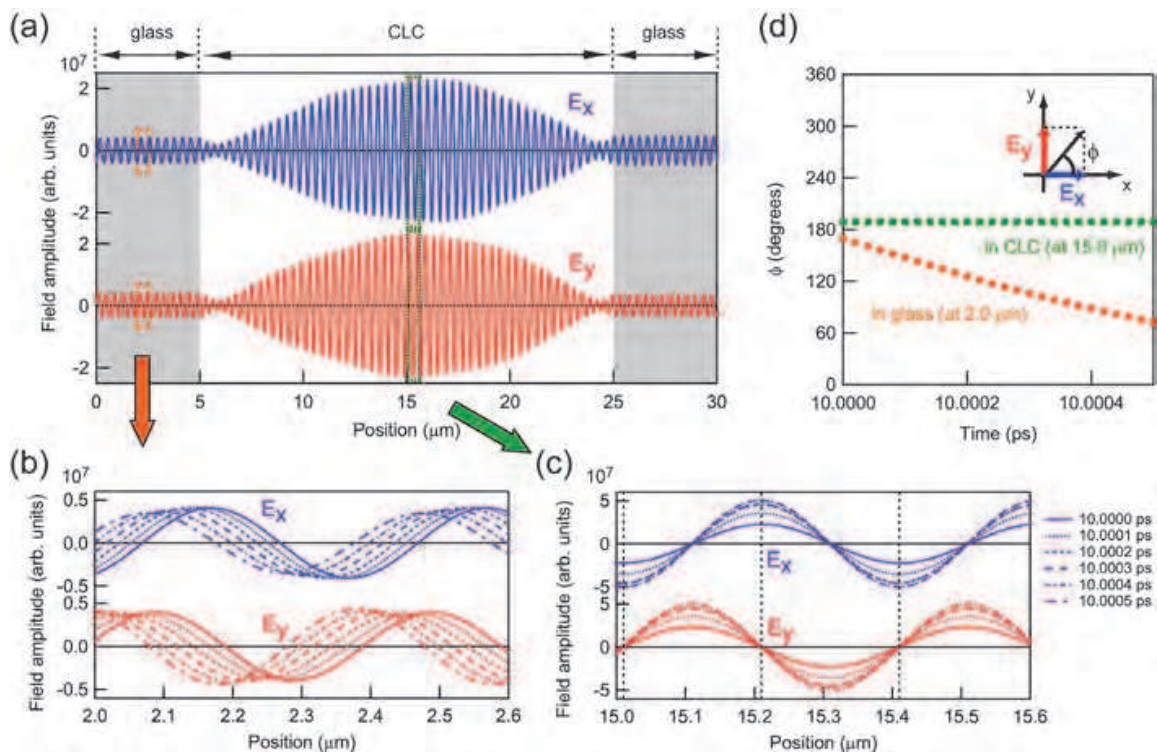 (a)
glass
CLC
glass
10^7
Field amplitude (arb. units)
2
0
-2
2
0
-2
E_x
E_y
0
5
10
15
20
25
30
Position (μm)
(d)
360
300
240
180
120
60
0
ϕ (degrees)
y
E_y
ϕ
E_x
x
in CLC (at 15.0 μm)
in glass (at 2.0 μm)
10.0000
10.0002
10.0004
Time (ps)
(b)
10^7
Field amplitude (arb. units)
0.5
0.0
-0.5
0.5
0.0
-0.5
E_x
E_y
2.0
2.1
2.2
2.3
2.4
2.5
2.6
Position (μm)
(c)
10^7
Field amplitude (arb. units)
5
0
-5
5
0
-5
E_x
E_y
15.0
15.1
15.2
15.3
15.4
15.5
15.6
Position (μm)
10.0000 ps
10.0001 ps
10.0002 ps
10.0003 ps
10.0004 ps
10.0005 ps